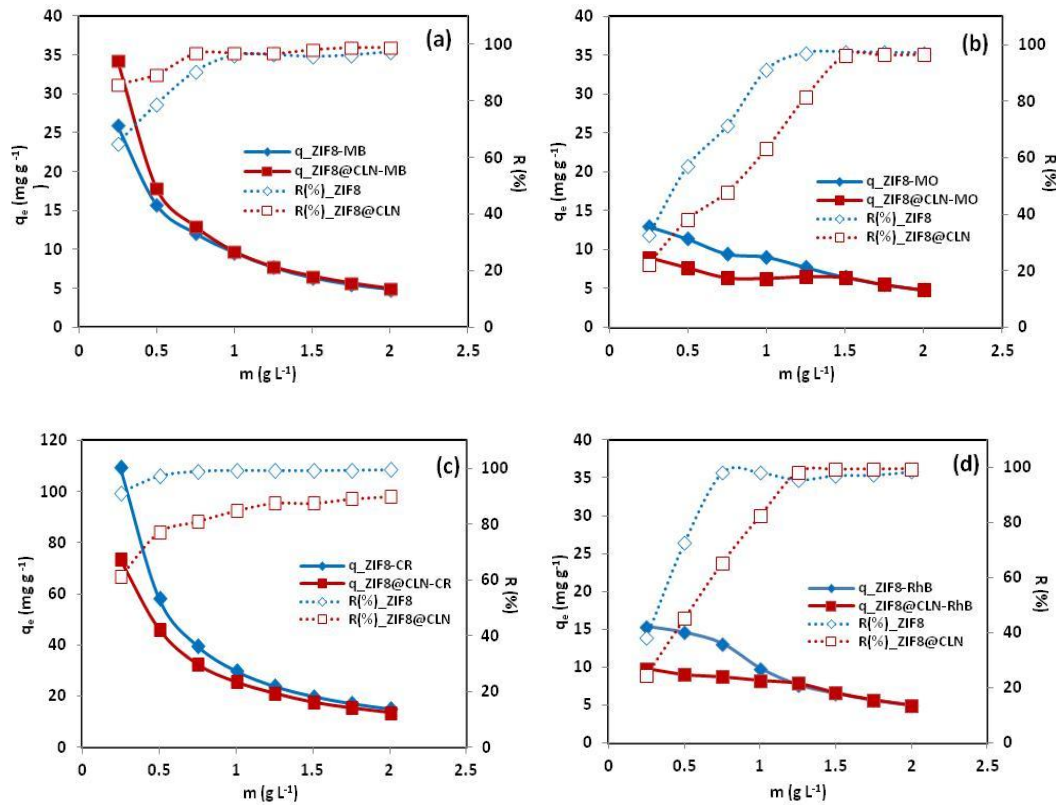 (a)
40
35
30
25
20
15
10
5
0
100
80
60
40
20
0
qe (mg g-1)
)
R (%)
q_ZIF8-MB
q_ZIF8@CLN-MB
R(%)_ZIF8
R(%)_ZIF8@CLN
0 0.5 1 1.5 2 2.5
m (g L-1)
(b)
40
35
30
25
20
15
10
5
0
100
80
60
40
20
0
qe (mg g-1)
R (%)
q_ZIF8-MO
q_ZIF8@CLN-MO
R(%)_ZIF8
R(%)_ZIF8@CLN
0 0.5 1 1.5 2 2.5
m (g L-1)
(c)
120
100
80
60
40
20
0
100
80
60
40
20
0
qe (mg g-1)
R (%)
q_ZIF8-CR
q_ZIF8@CLN-CR
R(%)_ZIF8
R(%)_ZIF8@CLN
0 0.5 1 1.5 2 2.5
m (g L-1)
(d)
40
35
30
25
20
15
10
5
0
100
80
60
40
20
0
qe (mg g-1)
R (%)
q_ZIF8-RhB
q_ZIF8@CLN-RhB
R(%)_ZIF8
R(%)_ZIF8@CLN
0 0.5 1 1.5 2 2.5
m (g L-1)